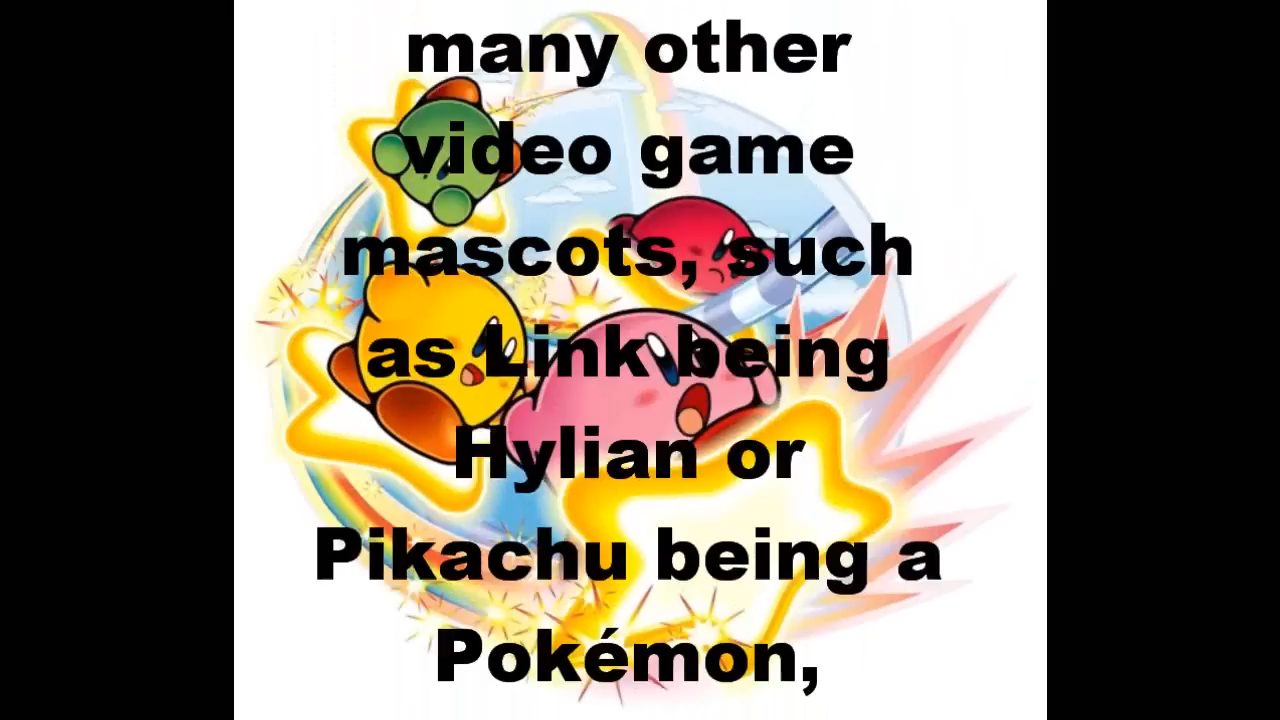 many other
video game
mascots, such
as Link being
Hylian or
Pikachu being a
Pokémon,